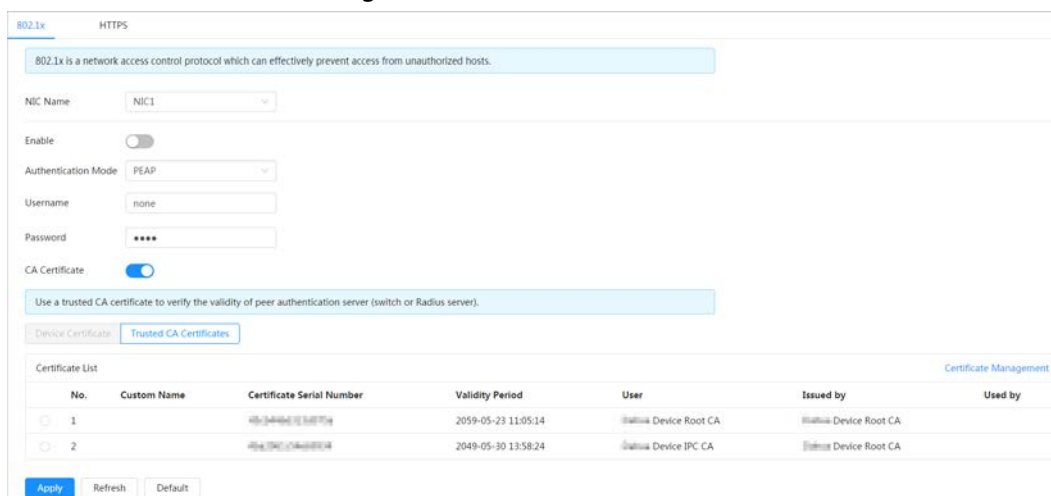 802.1x HTTPS
802.1x is a network access control protocol which can effectively prevent access from unauthorized hosts.
NIC Name NIC1
Enable
Authentication Mode PEAP
Username none
Password ••••
CA Certificate
Use a trusted CA certificate to verify the validity of peer authentication server (switch or Radius server).
Device Certificate Trusted CA Certificates
Certificate List Certificate Management
No. Custom Name Certificate Serial Number Validity Period User Issued by Used by
1 2059-05-23 11:05:14 Device Root CA Device Root CA
2 2049-05-30 13:58:24 Device IPC CA Device Root CA
Apply Refresh Default